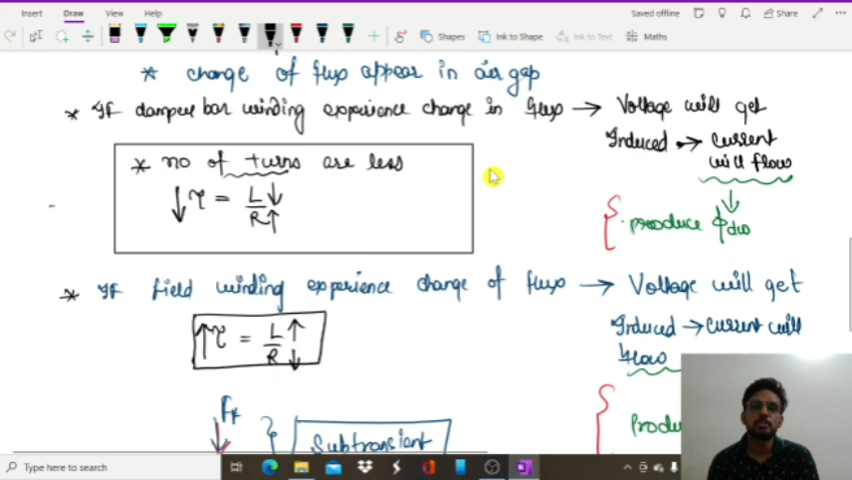 Insert Draw View Help
Saved offline Share
Shapes Ink to Shape Ink to Text Maths
* change of flux appear in air gap
* If damper bar winding experience change in flux → Voltage will get
Induced → current
will flow
* no of turns are less
↓τ = L↓/R↑
produce ϕdw
* If field winding experience change of flux → Voltage will get
Induced → current will
flow
↑τ = L↑/R↓
Produ
Subtransient
Type here to search